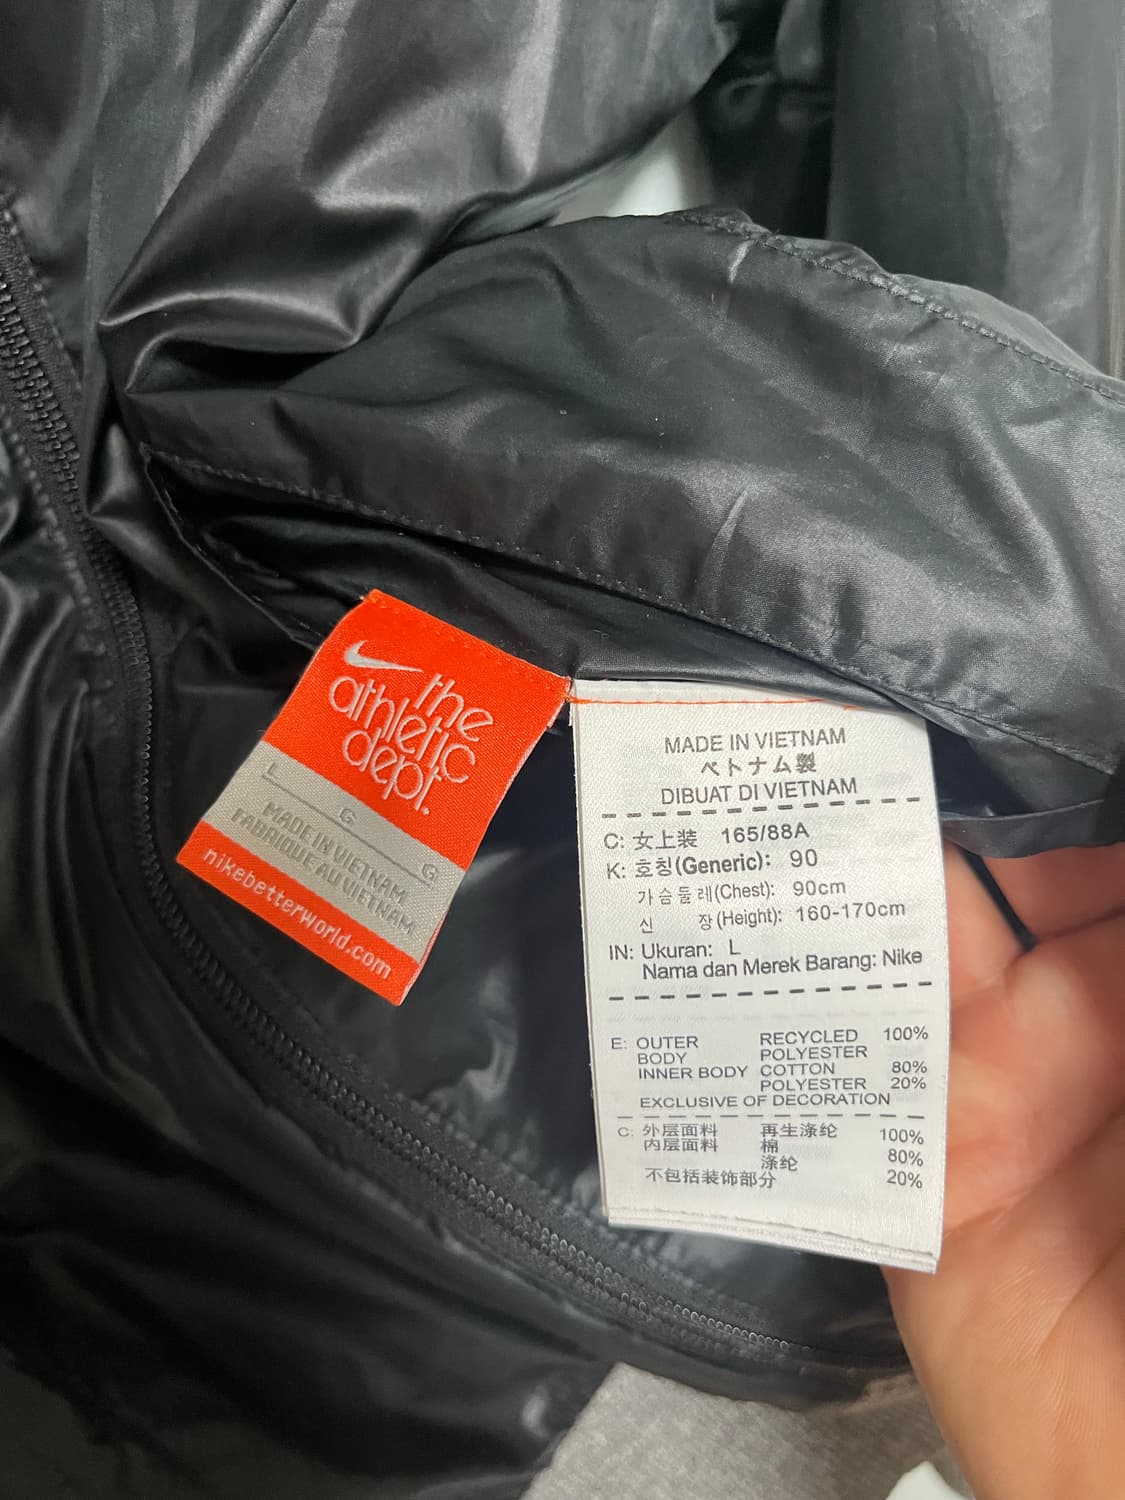 the
athletic
dept.
L
G
G
MADE IN VIETNAM
FABRIQUE AU VIETNAM
nikebetterworld.com
MADE IN VIETNAM
ベトナム製
DIBUAT DI VIETNAM
C: 女上装 165/88A
K: 호칭(Generic): 90
가슴둘레(Chest): 90cm
신 장(Height): 160-170cm
IN: Ukuran: L
Nama dan Merek Barang: Nike
E: OUTER RECYCLED 100%
BODY POLYESTER
INNER BODY COTTON 80%
POLYESTER 20%
EXCLUSIVE OF DECORATION
C: 外层面料 再生涤纶 100%
内层面料 棉 80%
涤纶 20%
不包括装饰部分